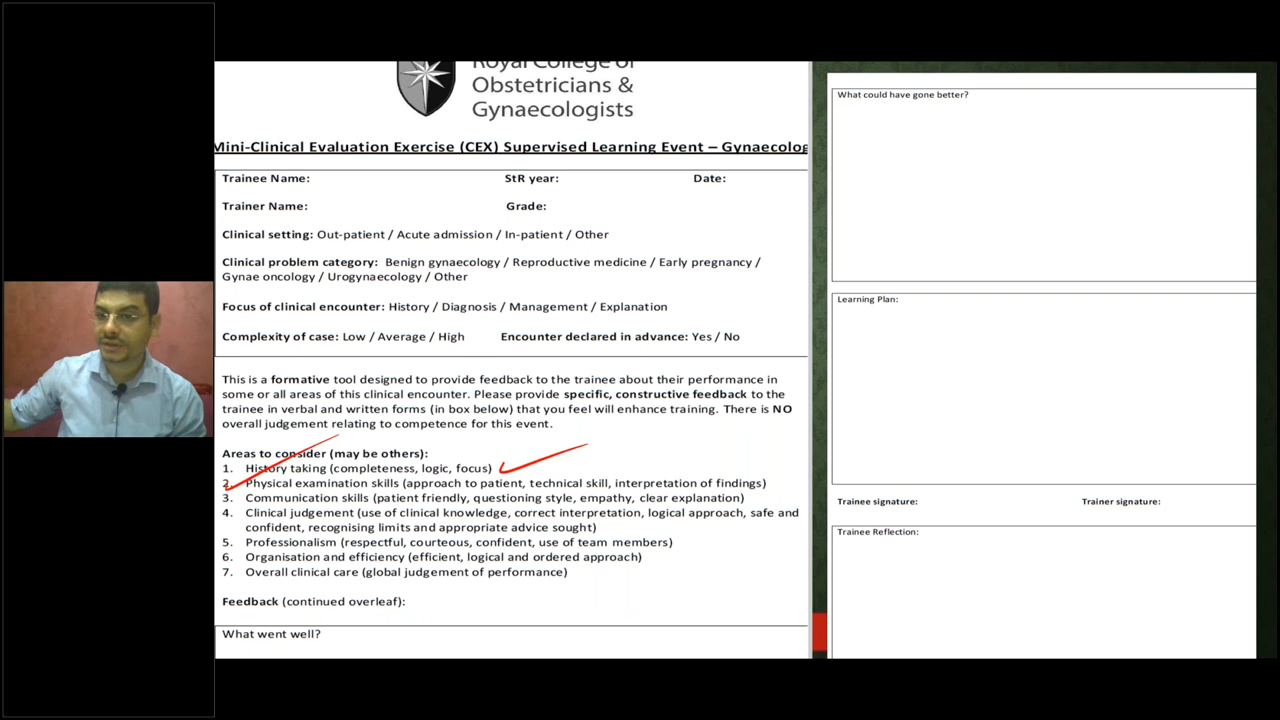 Royal College of
Obstetricians &
Gynaecologists
Mini-Clinical Evaluation Exercise (CEX) Supervised Learning Event – Gynaecolog
Trainee Name: StR year: Date:
Trainer Name: Grade:
Clinical setting: Out-patient / Acute admission / In-patient / Other
Clinical problem category: Benign gynaecology / Reproductive medicine / Early pregnancy /
Gynae oncology / Urogynaecology / Other
Focus of clinical encounter: History / Diagnosis / Management / Explanation
Complexity of case: Low / Average / High Encounter declared in advance: Yes / No
This is a formative tool designed to provide feedback to the trainee about their performance in
some or all areas of this clinical encounter. Please provide specific, constructive feedback to the
trainee in verbal and written forms (in box below) that you feel will enhance training. There is NO
overall judgement relating to competence for this event.
Areas to consider (may be others):
1. History taking (completeness, logic, focus)
2. Physical examination skills (approach to patient, technical skill, interpretation of findings)
3. Communication skills (patient friendly, questioning style, empathy, clear explanation)
4. Clinical judgement (use of clinical knowledge, correct interpretation, logical approach, safe and
confident, recognising limits and appropriate advice sought)
5. Professionalism (respectful, courteous, confident, use of team members)
6. Organisation and efficiency (efficient, logical and ordered approach)
7. Overall clinical care (global judgement of performance)
Feedback (continued overleaf):
What went well?
What could have gone better?
Learning Plan:
Trainee signature: Trainer signature:
Trainee Reflection: